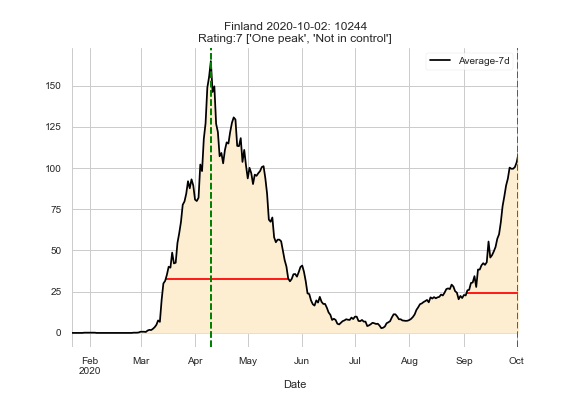 Finland 2020-10-02: 10244
Rating:7 ['One peak', 'Not in control']
Average-7d
150
125
100
75
50
25
0
Feb Mar Apr May Jun Jul Aug Sep Oct
2020
Date